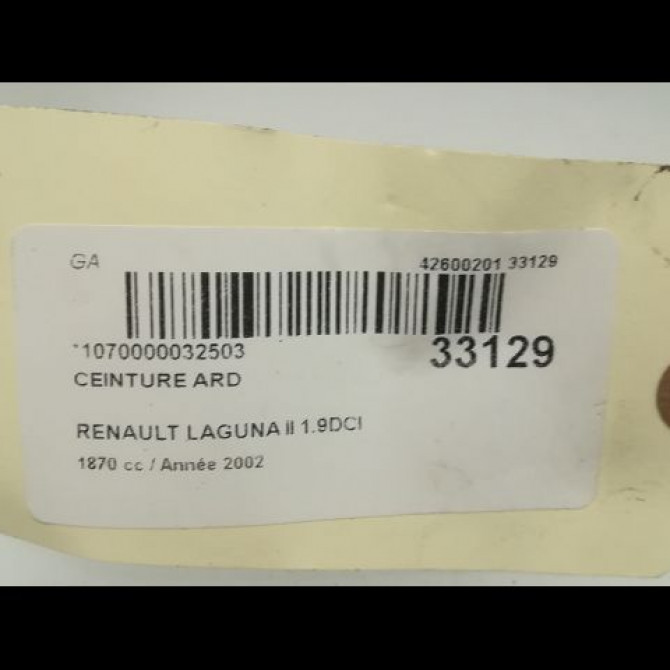 GA
42600201 33129
*1070000032503
33129
CEINTURE ARD
RENAULT LAGUNA II 1.9DCI
1870 cc / Année 2002